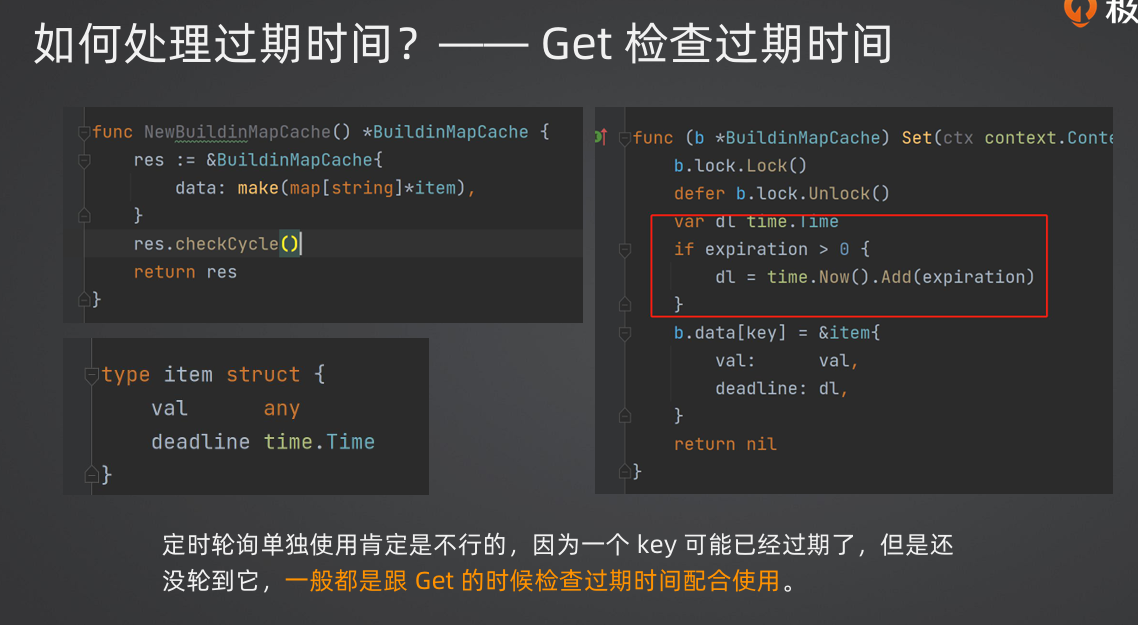 如何处理过期时间？—— Get 检查过期时间
极
func NewBuildinMapCache() *BuildinMapCache {
    res := &BuildinMapCache{
        data: make(map[string]*item),
    }
    res.checkCycle()
    return res
}
type item struct {
    val      any
    deadline time.Time
}
func (b *BuildinMapCache) Set(ctx context.Conte
    b.lock.Lock()
    defer b.lock.Unlock()
    var dl time.Time
    if expiration > 0 {
        dl = time.Now().Add(expiration)
    }
    b.data[key] = &item{
        val:      val,
        deadline: dl,
    }
    return nil
}
定时轮询单独使用肯定是不行的，因为一个 key 可能已经过期了，但是还
没轮到它，一般都是跟 Get 的时候检查过期时间配合使用。